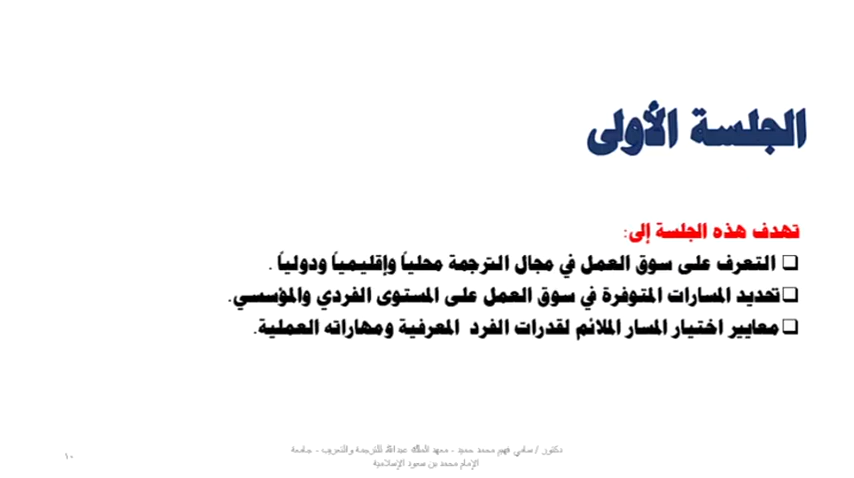 الجلسة الأولى
تهدف هذه الجلسة إلى:
❑ التعرف على سوق العمل في مجال الترجمة محلياً وإقليمياً ودولياً .
❑ تحديد المسارات المتوفرة في سوق العمل على المستوى الفردي والمؤسسي.
❑ معايير اختيار المسار الملائم لقدرات الفرد المعرفية ومهاراته العملية.
دكتور / سامي فهيم محمد حميد - معهد الملك عبدالله للترجمة والتعريب - جامعة
الإمام محمد بن سعود الإسلامية
١٠